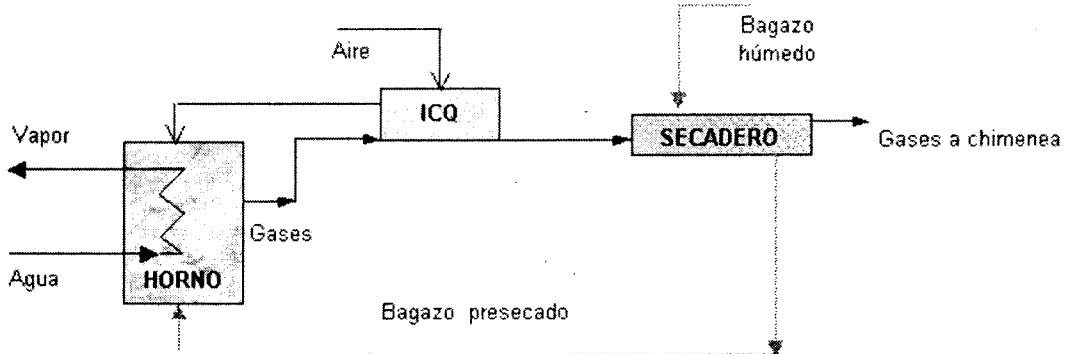 Bagazo
húmedo
Aire
ICQ
Vapor
SECADERO
Gases a chimenea
Gases
Agua
HORNO
Bagazo presecado